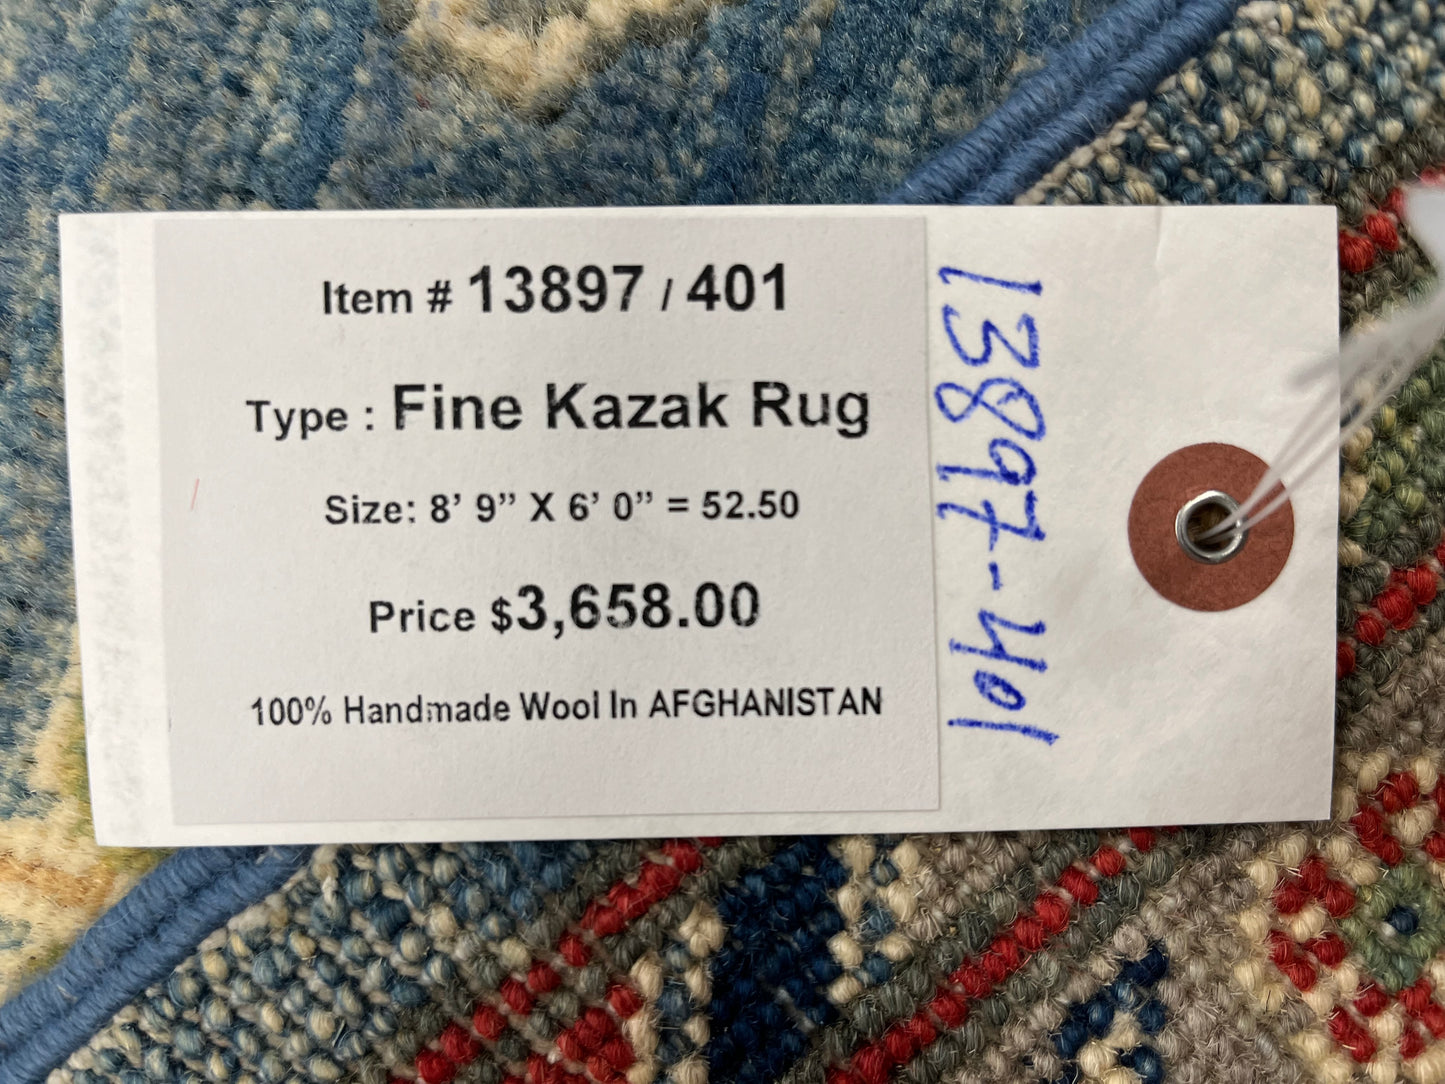 Item # 13897 / 401
Type : Fine Kazak Rug
Size: 8’ 9” X 6’ 0” = 52.50
Price $3,658.00
100% Handmade Wool In AFGHANISTAN
13897-401